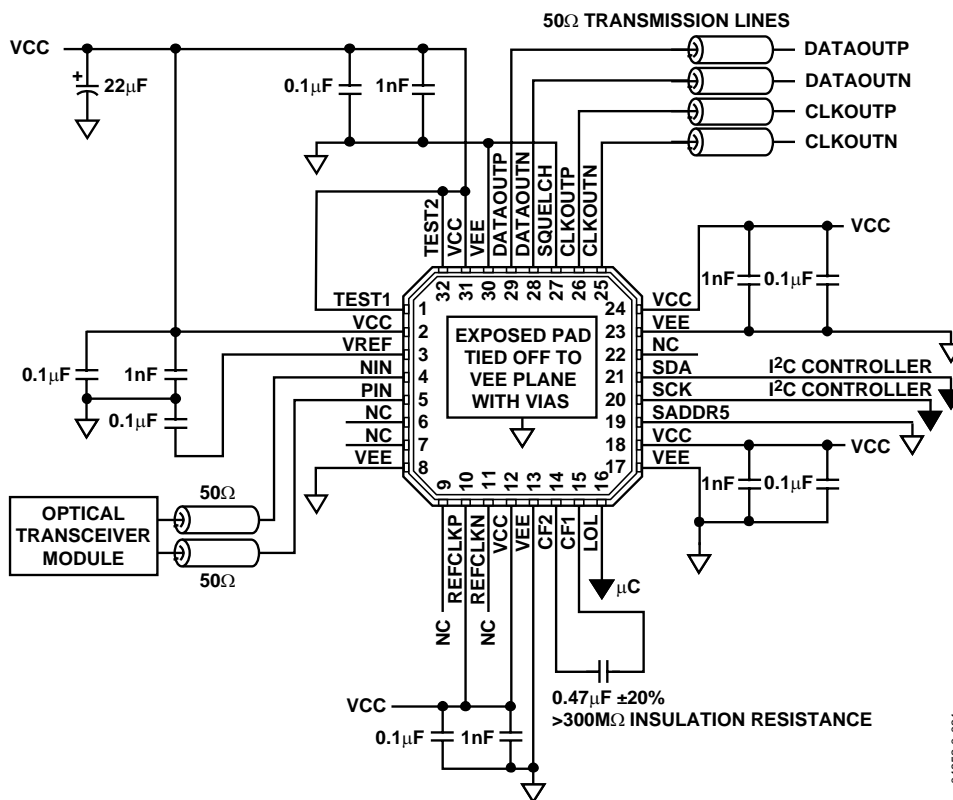 50Ω TRANSMISSION LINES
VCC
DATAOUTP
DATAOUTN
CLKOUTP
CLKOUTN
+
22µF
0.1µF
1nF
TEST2
VCC
VEE
DATAOUTP
DATAOUTN
SQUELCH
CLKOUTP
CLKOUTN
32
31
30
29
28
27
26
25
TEST1
VCC
VREF
NIN
PIN
NC
NC
VEE
1
2
3
4
5
6
7
8
0.1µF
1nF
0.1µF
EXPOSED PAD
TIED OFF TO
VEE PLANE
WITH VIAS
24
23
22
21
20
19
18
17
VCC
VEE
NC
SDA
SCK
SADDR5
VCC
VEE
VCC
1nF
0.1µF
I2C CONTROLLER
I2C CONTROLLER
VCC
1nF
0.1µF
OPTICAL
TRANSCEIVER
MODULE
50Ω
50Ω
9
10
11
12
13
14
15
16
NC
REFCLKP
REFCLKN
NC
VCC
VEE
CF2
CF1
LOL
µC
VCC
0.1µF
1nF
0.47µF ±20%
>300MΩ INSULATION RESISTANCE